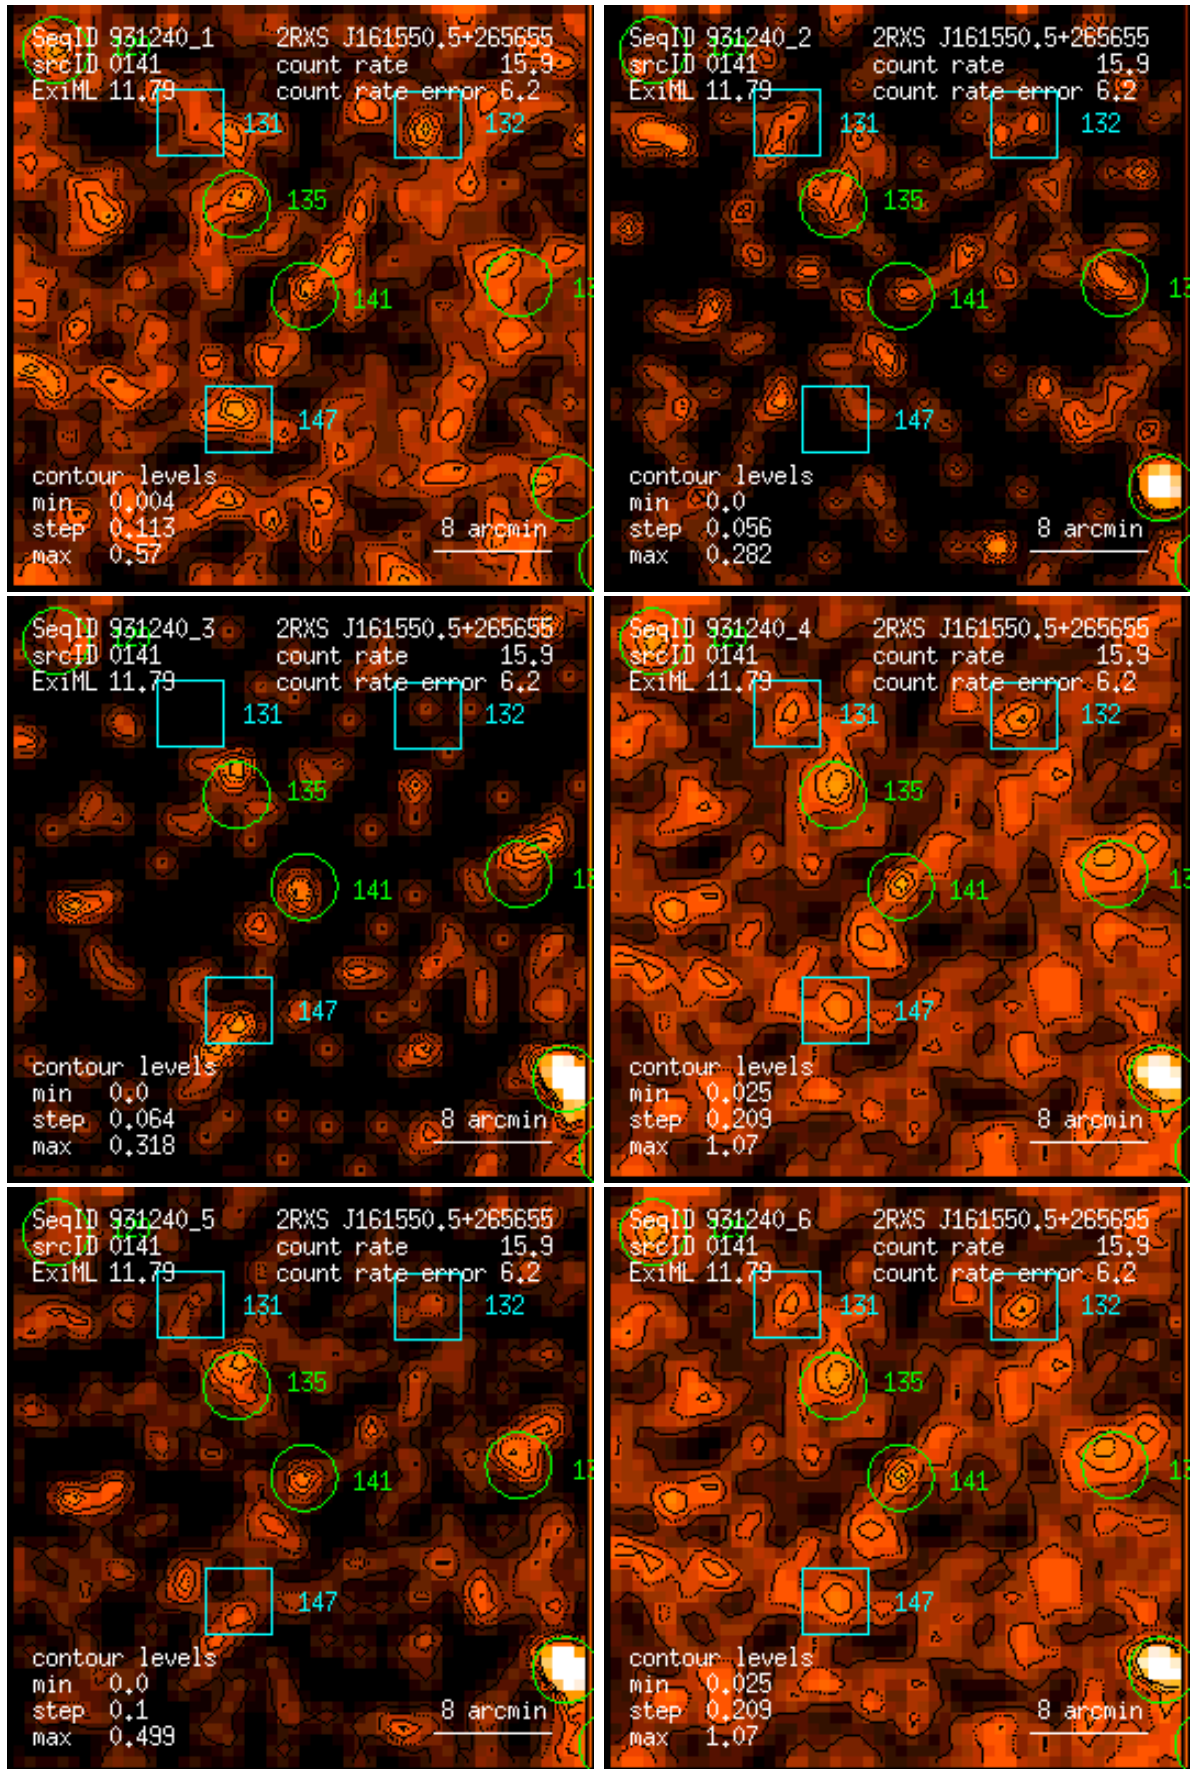 SeqID 931240_1 2RXS J161550.5+265655
srcID 0141 count rate 15.9
ExiML 11.79 count rate error 6.2
131 132
135
13
141
147
contour levels
min 0.004
step 0.113 8 arcmin
max 0.57
SeqID 931240_2 2RXS J161550.5+265655
srcID 0141 count rate 15.9
ExiML 11.79 count rate error 6.2
131 132
135
13
141
147
contour levels
min 0.0
step 0.056 8 arcmin
max 0.282
SeqID 931240_3 2RXS J161550.5+265655
srcID 0141 count rate 15.9
ExiML 11.79 count rate error 6.2
131 132
135
13
141
147
contour levels
min 0.0
step 0.064 8 arcmin
max 0.318
SeqID 931240_4 2RXS J161550.5+265655
srcID 0141 count rate 15.9
ExiML 11.79 count rate error 6.2
131 132
135
13
141
147
contour levels
min 0.025
step 0.209 8 arcmin
max 1.07
SeqID 931240_5 2RXS J161550.5+265655
srcID 0141 count rate 15.9
ExiML 11.79 count rate error 6.2
131 132
135
13
141
147
contour levels
min 0.0
step 0.1 8 arcmin
max 0.499
SeqID 931240_6 2RXS J161550.5+265655
srcID 0141 count rate 15.9
ExiML 11.79 count rate error 6.2
131 132
135
13
141
147
contour levels
min 0.025
step 0.209 8 arcmin
max 1.07